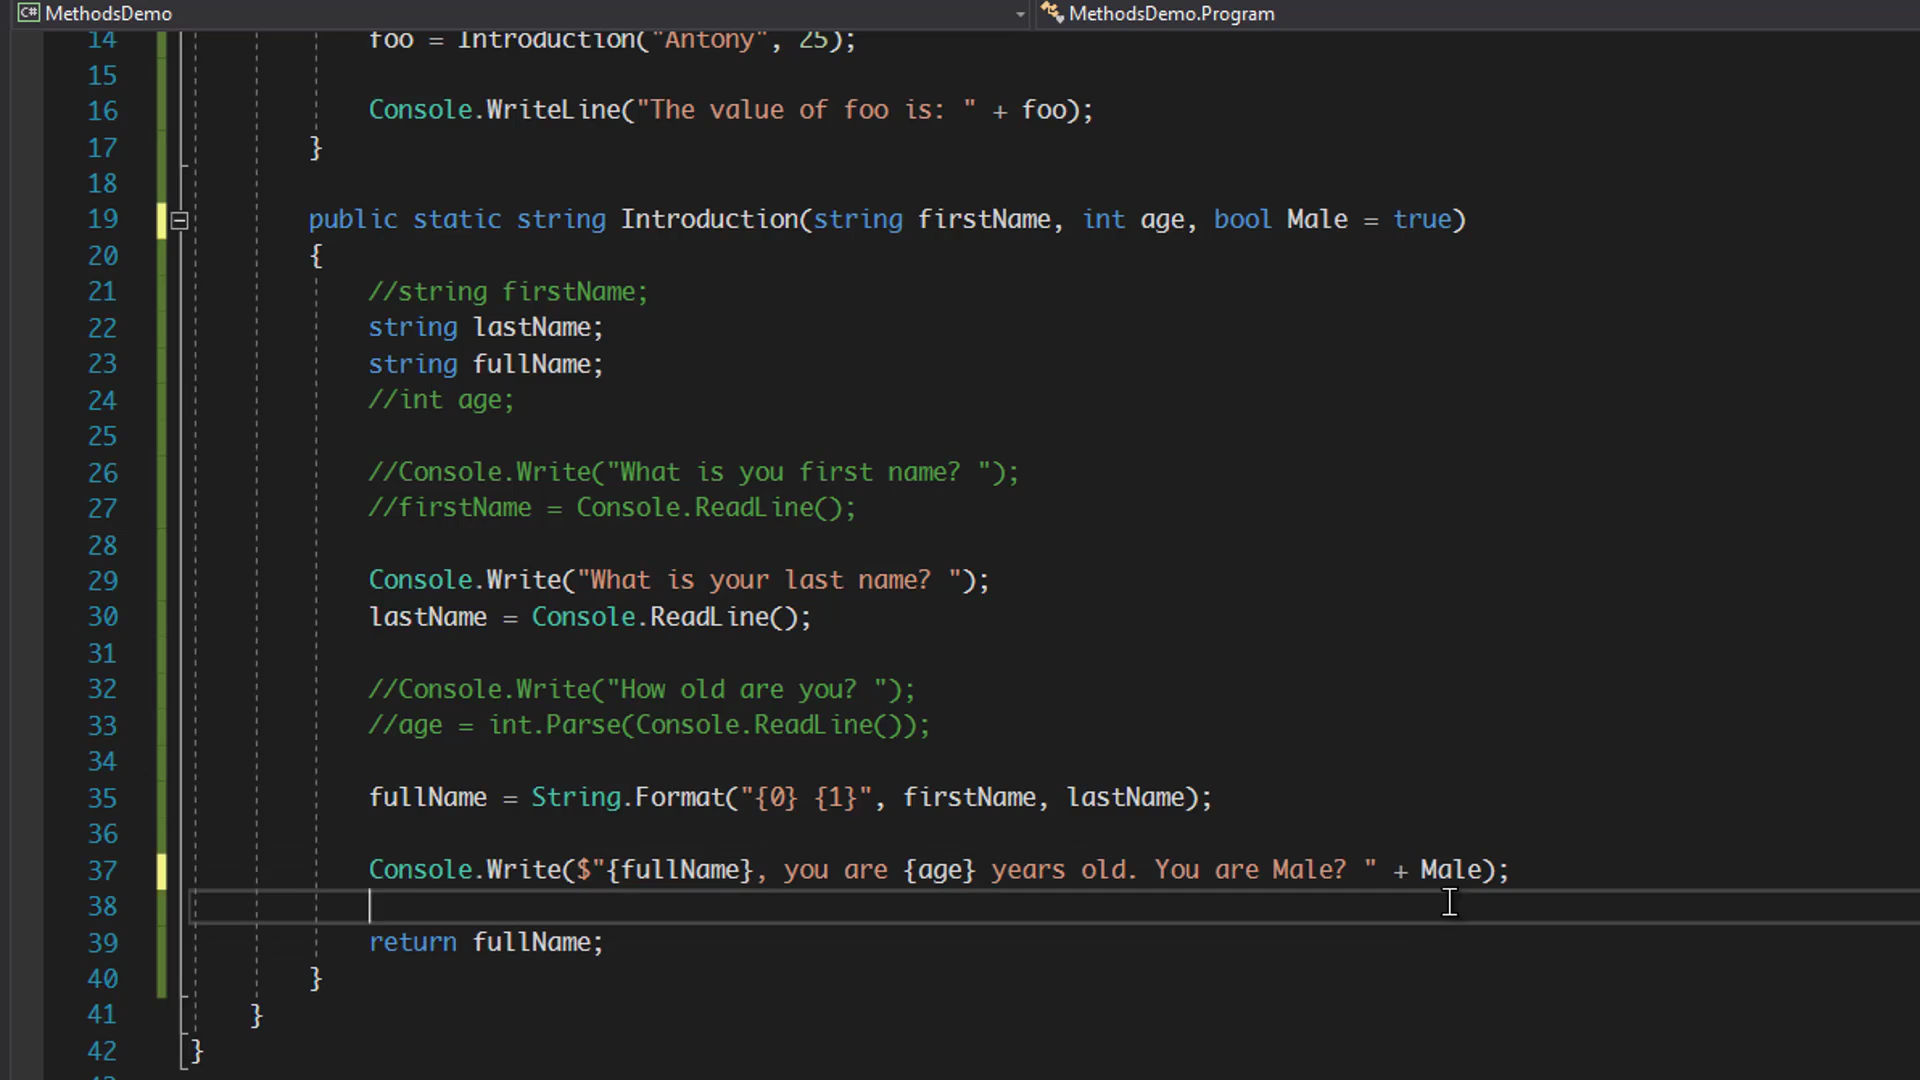 C# MethodsDemo MethodsDemo.Program
14 foo = Introduction("Antony", 25);
15
16 Console.WriteLine("The value of foo is: " + foo);
17 }
18
19 public static string Introduction(string firstName, int age, bool Male = true)
20 {
21 //string firstName;
22 string lastName;
23 string fullName;
24 //int age;
25
26 //Console.Write("What is you first name? ");
27 //firstName = Console.ReadLine();
28
29 Console.Write("What is your last name? ");
30 lastName = Console.ReadLine();
31
32 //Console.Write("How old are you? ");
33 //age = int.Parse(Console.ReadLine());
34
35 fullName = String.Format("{0} {1}", firstName, lastName);
36
37 Console.Write($"{fullName}, you are {age} years old. You are Male? " + Male);
38
39 return fullName;
40 }
41 }
42 }